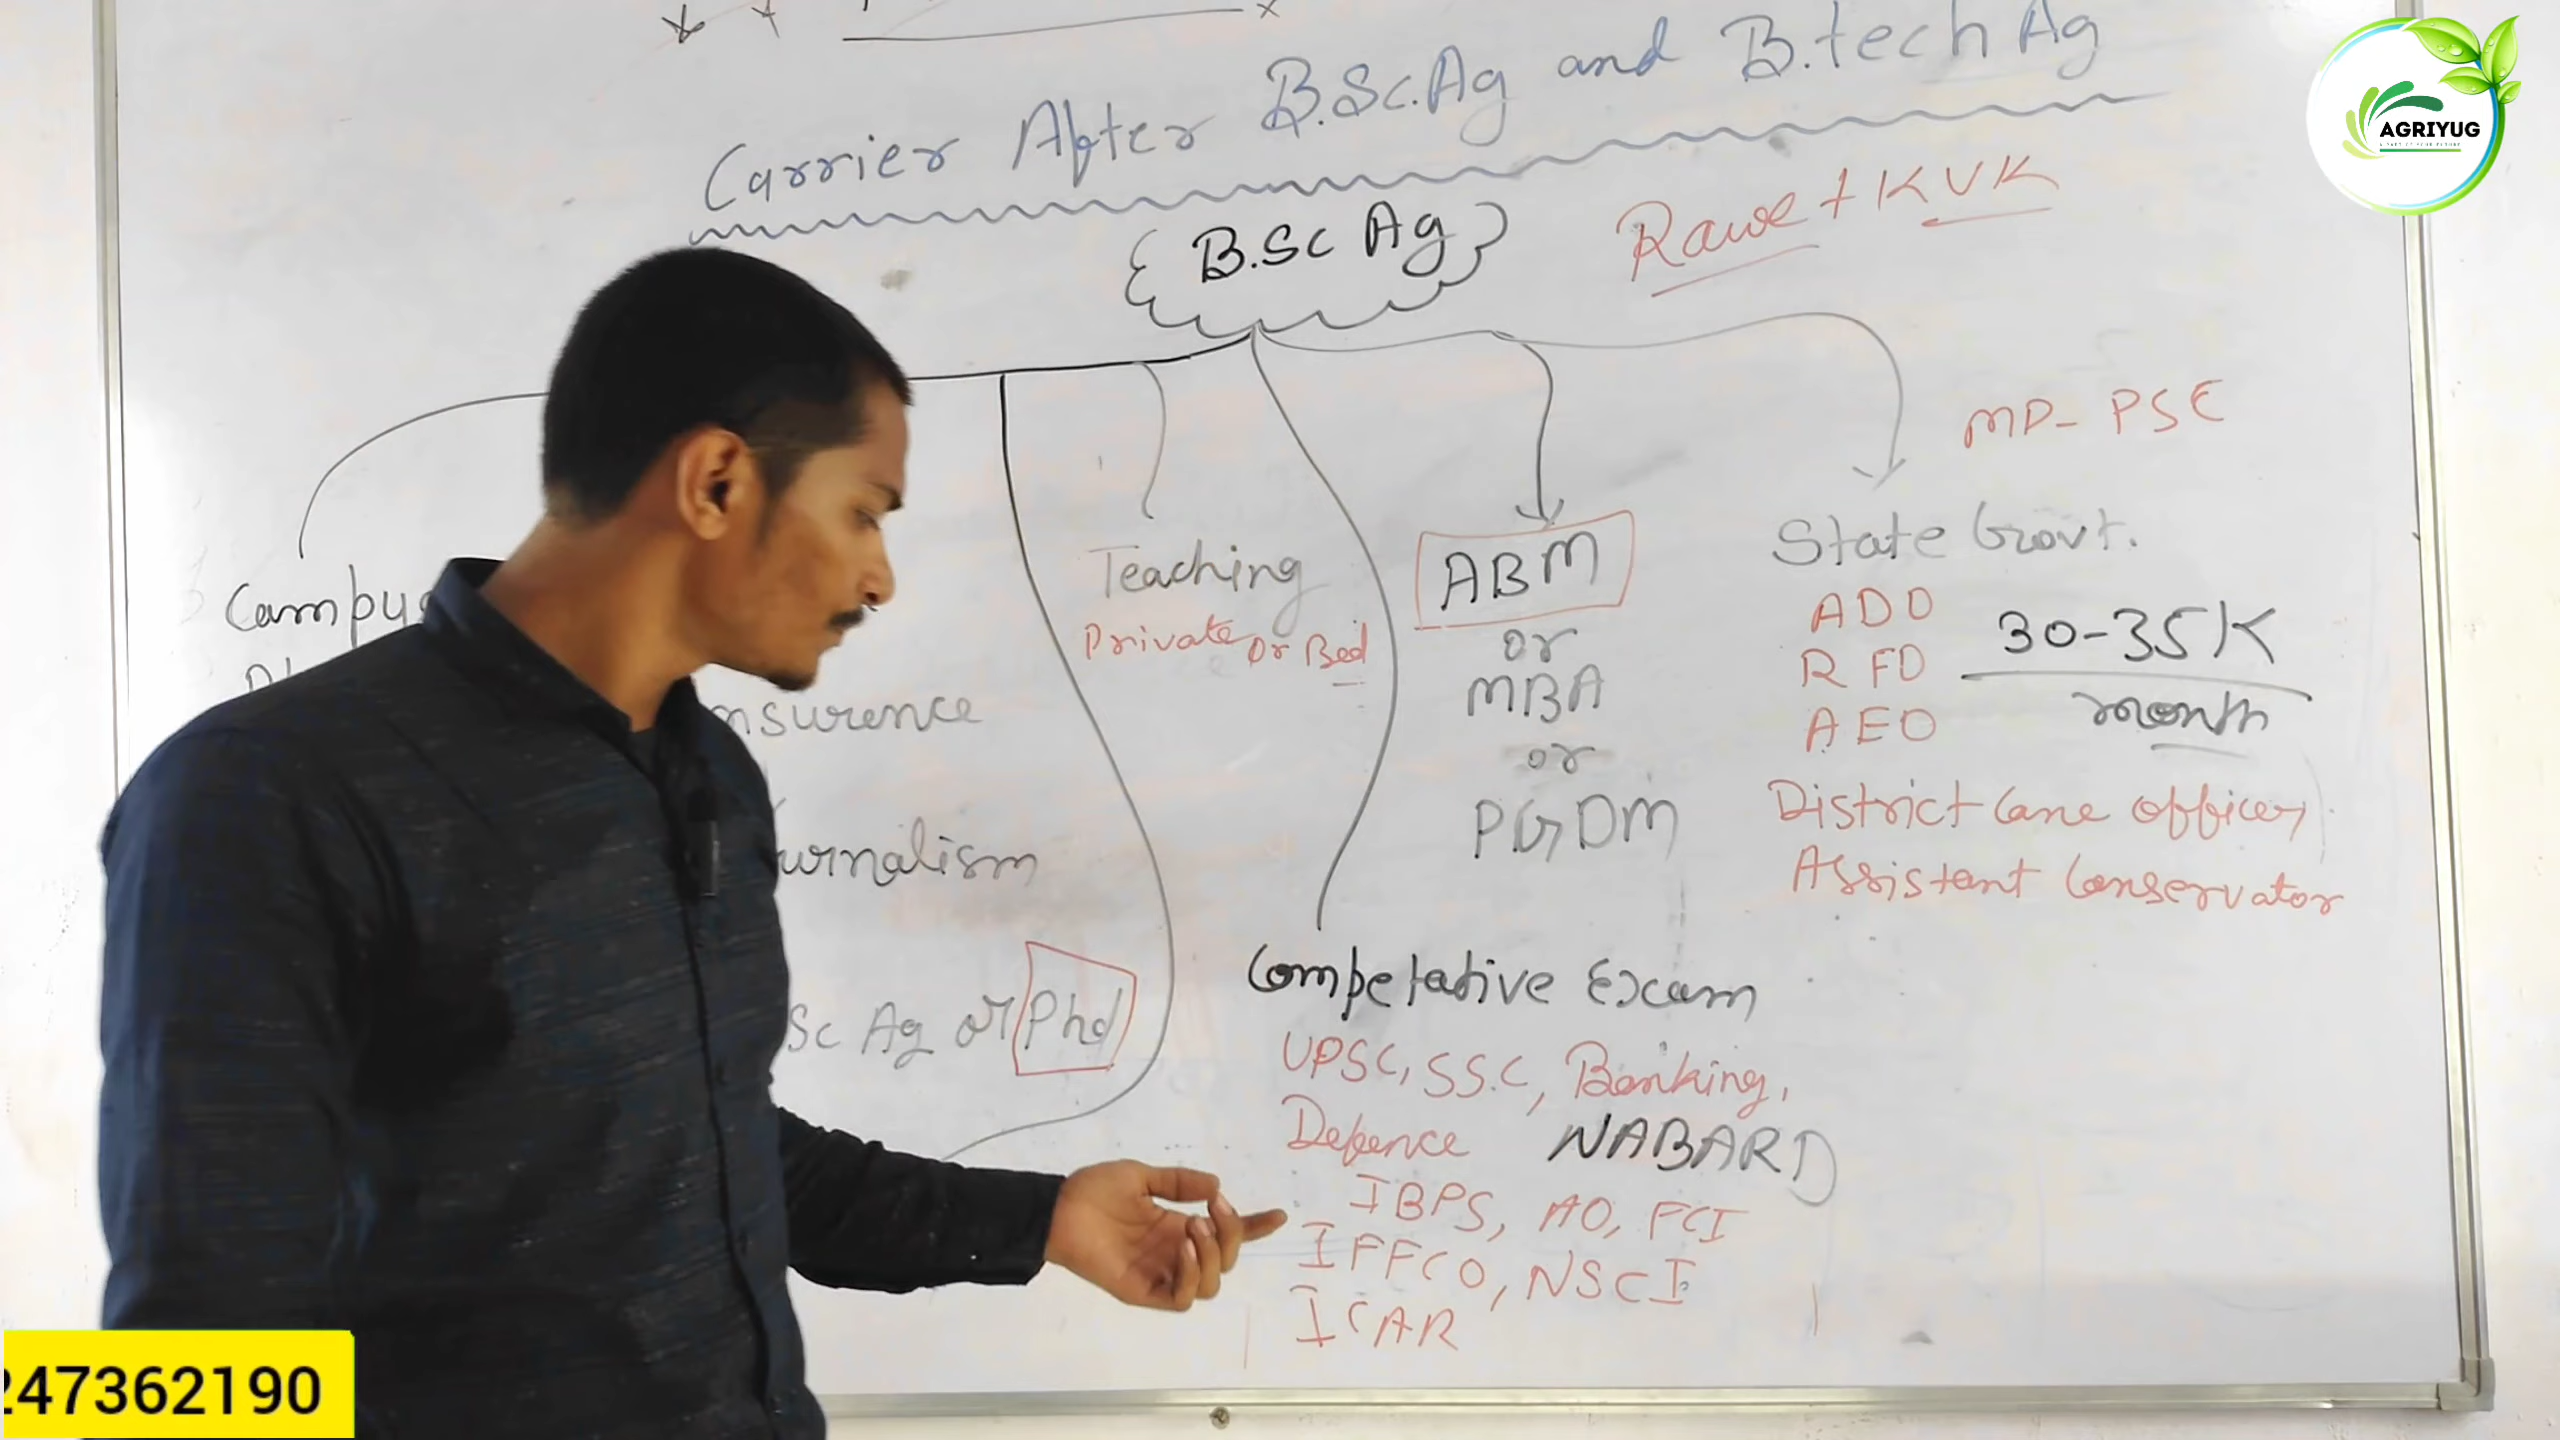 Carrier After B.Sc.Ag and B.tech Ag
AGRIYUG
B.Sc Ag
Rawe + KVK
MP-PSC
Campus
Teaching
Private or Bed
ABM
or
MBA
or
PGDM
State Govt.
ADO
RFO
AEO
30-35K
month
District Cane officer,
Assistant Conservator
nsurence
urnalism
Sc Ag or Phd
Competative Exam
UPSC, SSC, Banking,
Defence NABARD
IBPS, AO, FCI
IFFCO, NSCI
ICAR
247362190